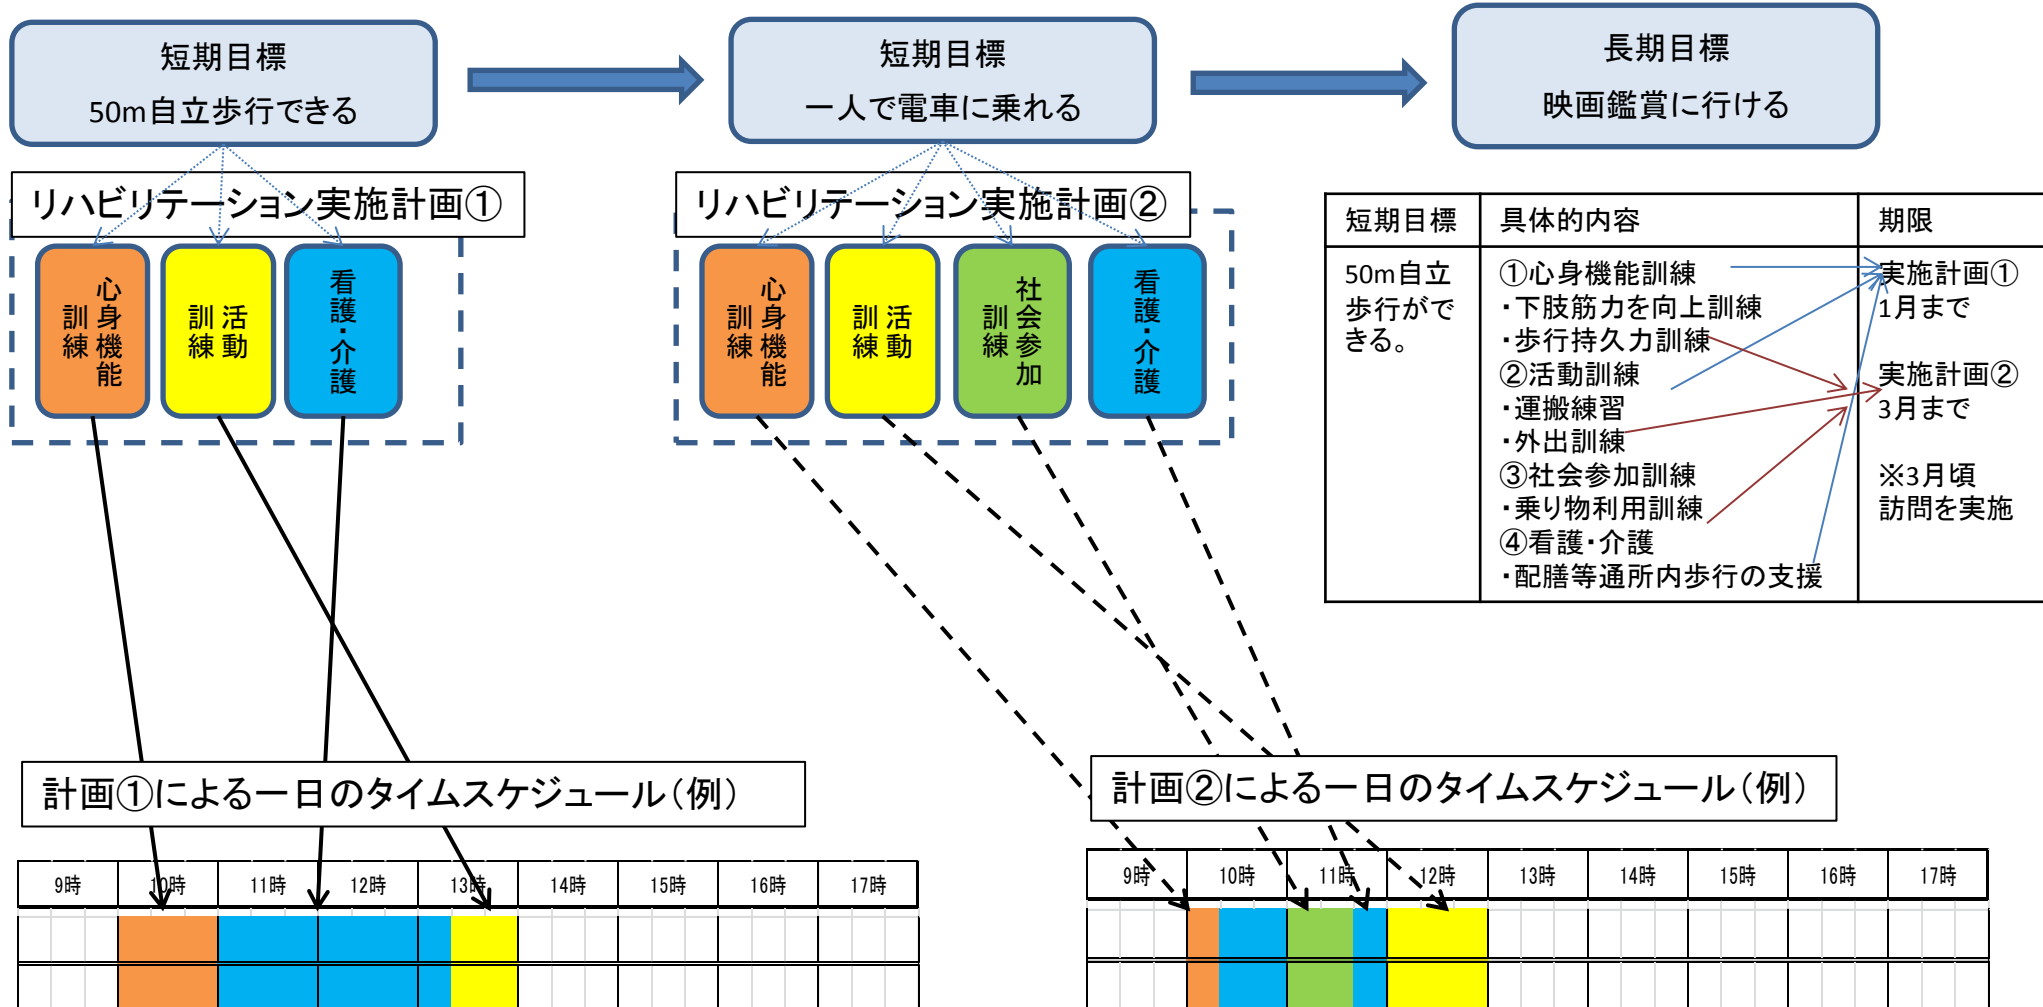 短期目標
50m自立歩行できる
短期目標
一人で電車に乗れる
長期目標
映画鑑賞に行ける
リハビリテーション実施計画①
心身機能
訓練
活動
訓練
看護・介護
リハビリテーション実施計画②
心身機能
訓練
活動
訓練
社会参加
訓練
看護・介護
短期目標
具体的内容
期限
50m自立
歩行がで
きる。
①心身機能訓練
・下肢筋力を向上訓練
・歩行持久力訓練
②活動訓練
・運搬練習
・外出訓練
③社会参加訓練
・乗り物利用訓練
④看護・介護
・配膳等通所内歩行の支援
実施計画①
1月まで
実施計画②
3月まで
※3月頃
訪問を実施
計画①による一日のタイムスケジュール(例)
9時 10時 11時 12時 13時 14時 15時 16時 17時
計画②による一日のタイムスケジュール(例)
9時 10時 11時 12時 13時 14時 15時 16時 17時